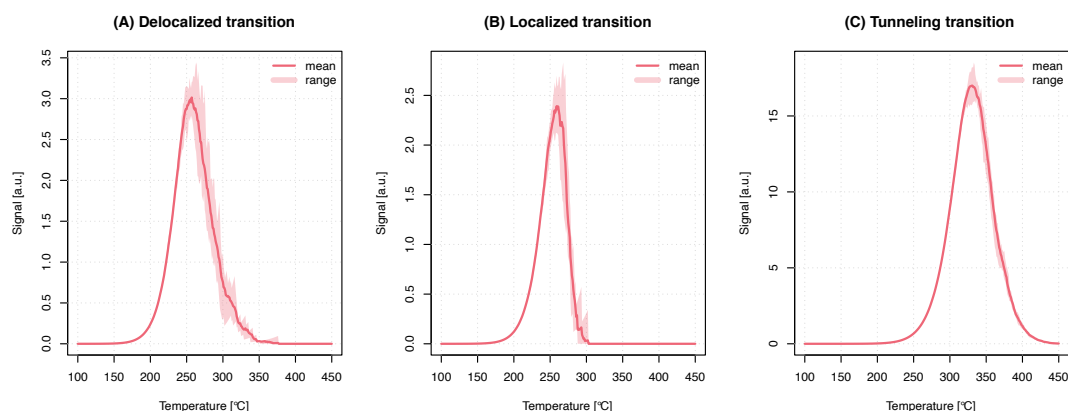 (A) Delocalized transition
3.5
3.0
2.5
2.0
1.5
1.0
0.5
0.0
Signal [a.u.]
mean
range
100 150 200 250 300 350 400 450
Temperature [°C]
(B) Localized transition
2.5
2.0
1.5
1.0
0.5
0.0
Signal [a.u.]
mean
range
100 150 200 250 300 350 400 450
Temperature [°C]
(C) Tunneling transition
15
10
5
0
Signal [a.u.]
mean
range
100 150 200 250 300 350 400 450
Temperature [°C]